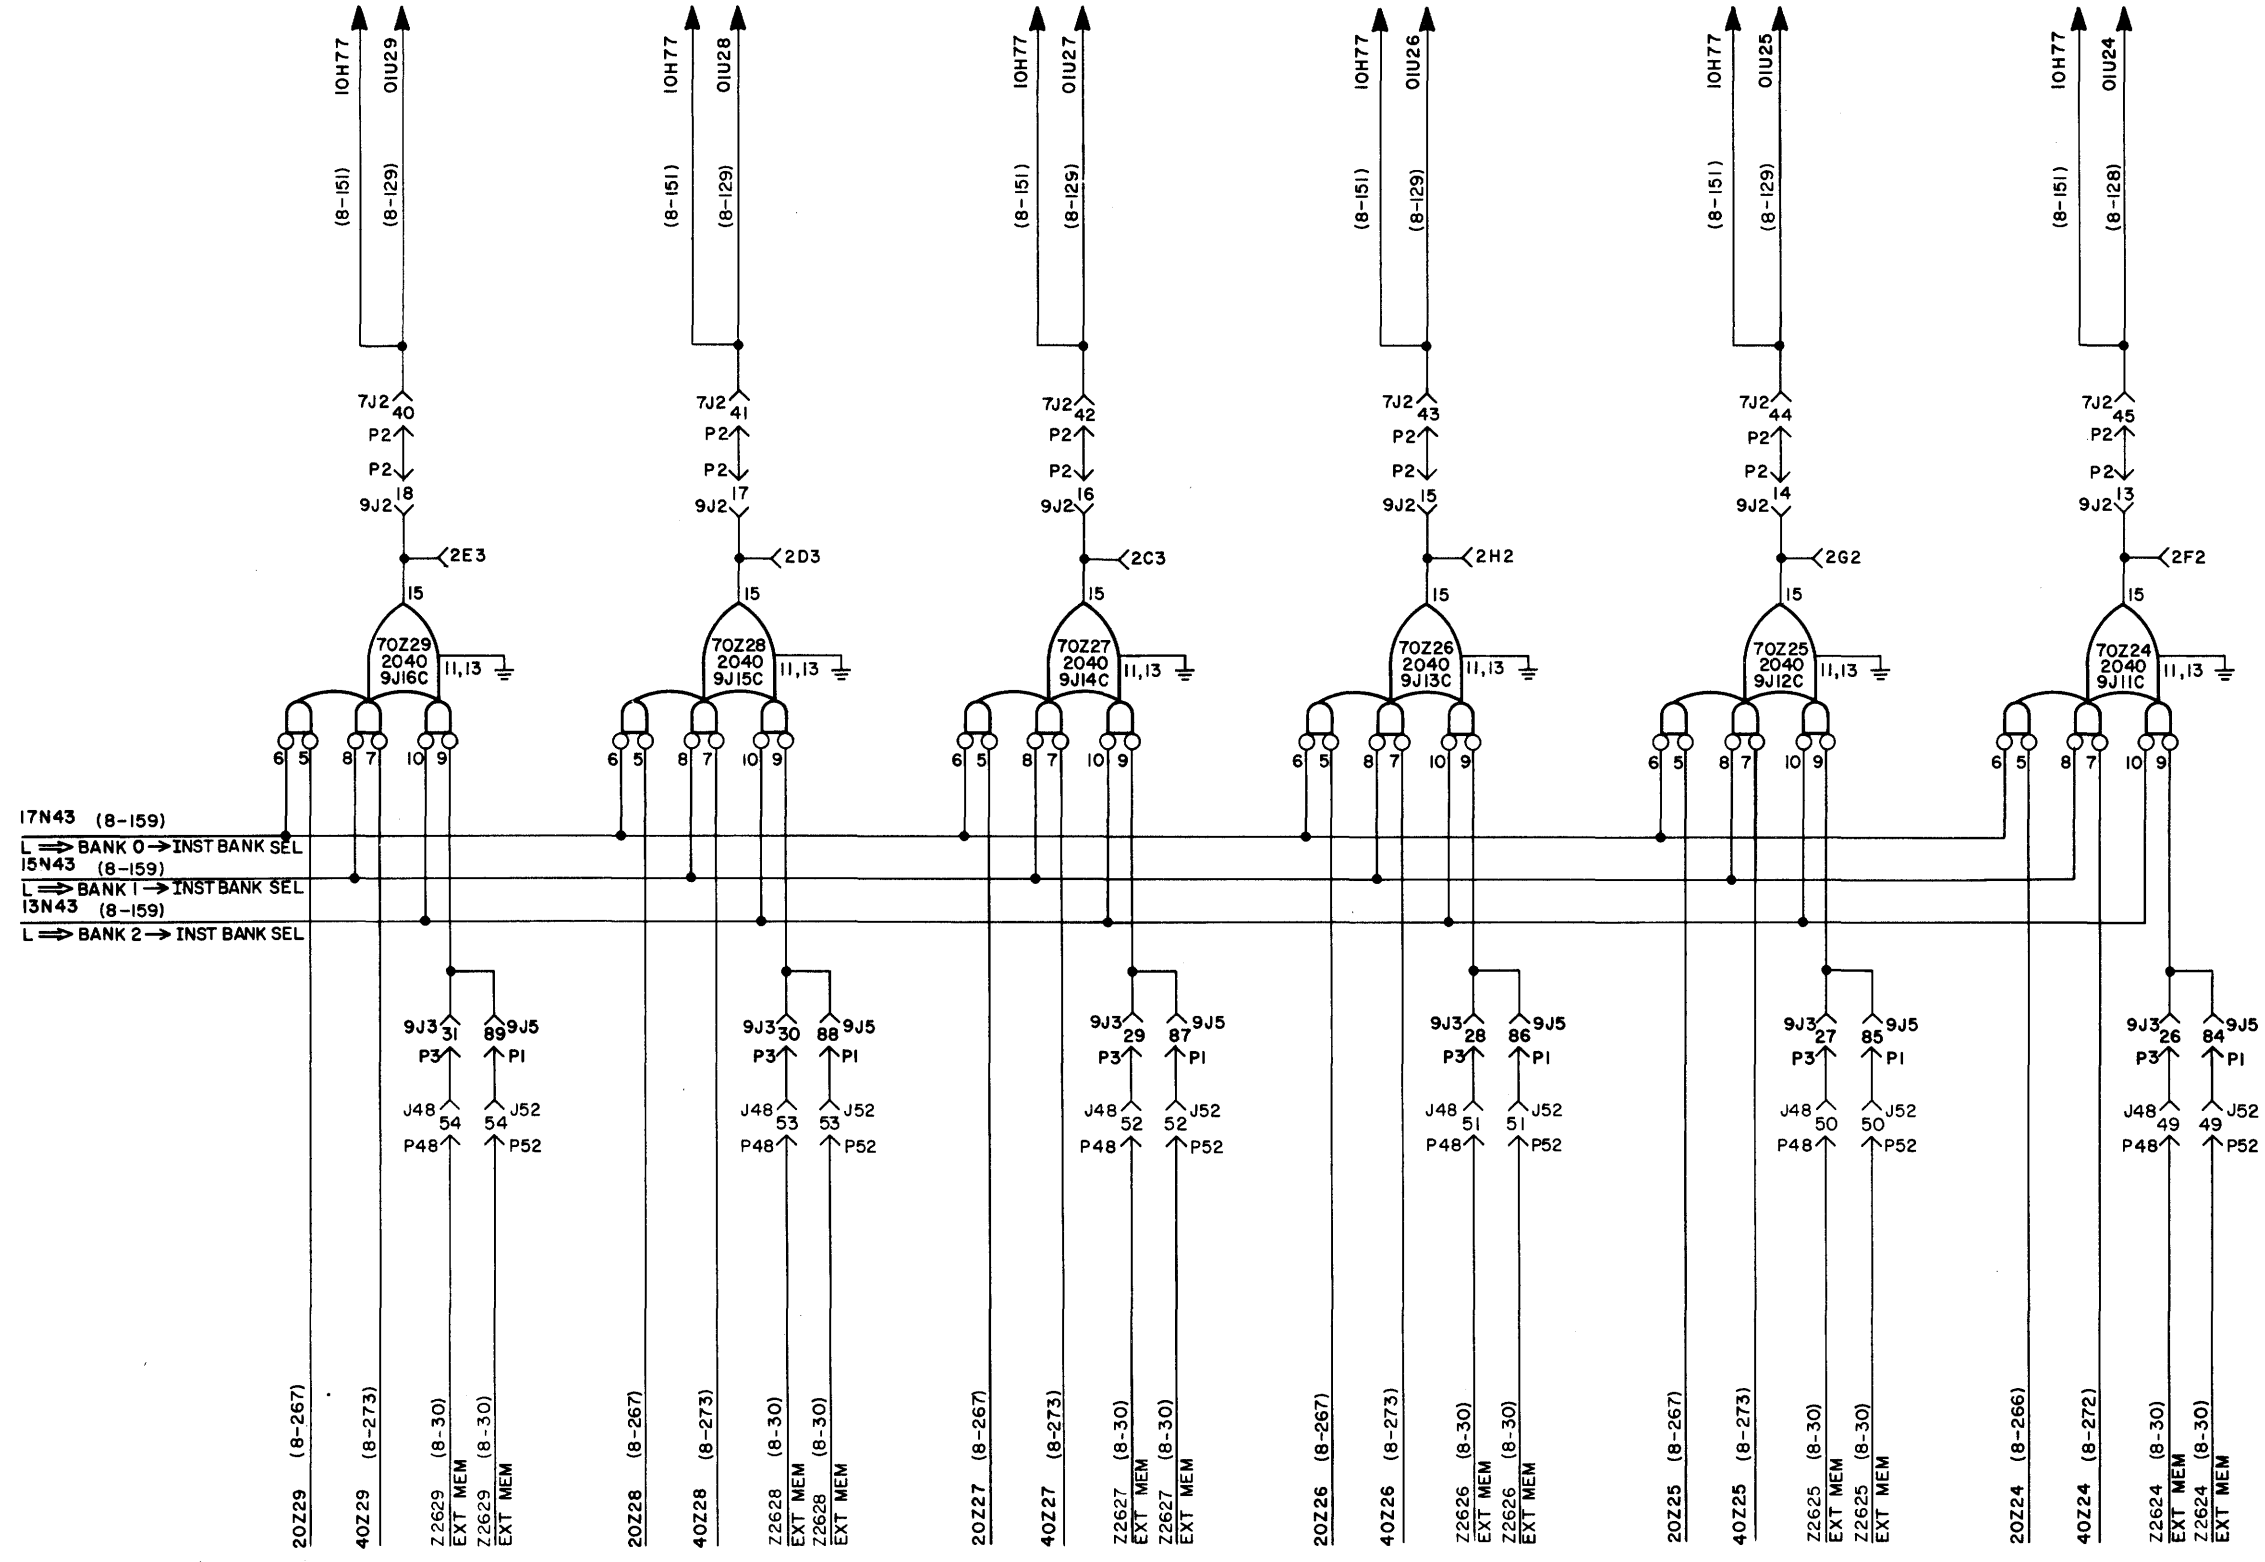 10H77 01U29 10H77 01U28 10H77 01U27 10H77 01U26 10H77 01U25 10H77 01U24
(8-151) (8-129) (8-151) (8-129) (8-151) (8-129) (8-151) (8-129) (8-151) (8-129) (8-151) (8-128)
7J2 7J2 7J2 7J2 7J2 7J2
40 41 42 43 44 45
P2 P2 P2 P2 P2 P2
P2 P2 P2 P2 P2 P2
18 17 16 15 14 13
9J2 9J2 9J2 9J2 9J2 9J2
2E3 2D3 2C3 2H2 2G2 2F2
15 15 15 15 15 15
70Z29 70Z28 70Z27 70Z26 70Z25 70Z24
2040 2040 2040 2040 2040 2040
11,13 11,13 11,13 11,13 11,13 11,13
9J16C 9J15C 9J14C 9J13C 9J12C 9J11C
6 5 8 7 10 9 6 5 8 7 10 9 6 5 8 7 10 9 6 5 8 7 10 9 6 5 8 7 10 9 6 5 8 7 10 9
17N43 (8-159)
L ⇒ BANK 0 → INST BANK SEL
15N43 (8-159)
L ⇒ BANK 1 → INST BANK SEL
13N43 (8-159)
L ⇒ BANK 2 → INST BANK SEL
9J3 9J5 9J3 9J5 9J3 9J5 9J3 9J5 9J3 9J5 9J3 9J5
31 89 30 88 29 87 28 86 27 85 26 84
P3 P1 P3 P1 P3 P1 P3 P1 P3 P1 P3 P1
J48 J52 J48 J52 J48 J52 J48 J52 J48 J52 J48 J52
54 54 53 53 52 52 51 51 50 50 49 49
P48 P52 P48 P52 P48 P52 P48 P52 P48 P52 P48 P52
20Z29 (8-267)
40Z29 (8-273)
Z2629 (8-30)
EXT MEM
Z2629 (8-30)
EXT MEM
20Z28 (8-267)
40Z28 (8-273)
Z2628 (8-30)
EXT MEM
Z2628 (8-30)
EXT MEM
20Z27 (8-267)
40Z27 (8-273)
Z2627 (8-30)
EXT MEM
Z2627 (8-30)
EXT MEM
20Z26 (8-267)
40Z26 (8-273)
Z2626 (8-30)
EXT MEM
Z2626 (8-30)
EXT MEM
20Z25 (8-267)
40Z25 (8-273)
Z2625 (8-30)
EXT MEM
Z2625 (8-30)
EXT MEM
20Z24 (8-266)
40Z24 (8-272)
Z2624 (8-30)
EXT MEM
Z2624 (8-30)
EXT MEM